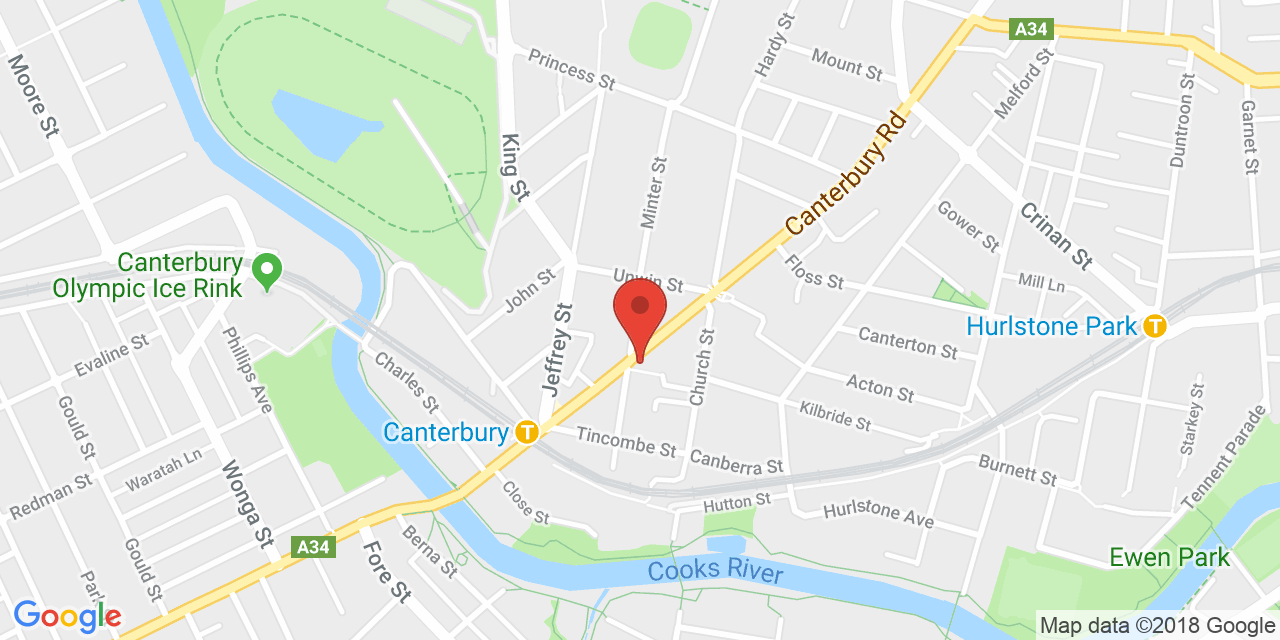 A34
Hardy St
Princess St
Mount St
Melford St
Moore St
Duntroon St
Garnet St
King St
Canterbury Rd
Minter St
Crinan St
Gower St
Canterbury
Olympic Ice Rink
John St
Unwin St
Floss St
Mill Ln
Hurlstone Park
T
Jeffrey St
Evaline St
Phillips Ave
Charles St
Church St
Canterton St
Acton St
Kilbride St
Starkey St
Gould St
Canterbury
T
Tincombe St
Canberra St
Tennent Parade
Waratah Ln
Redman St
Wonga St
Close St
Burnett St
Hutton St
Hurlstone Ave
A34
Berna St
Fore St
Gould St
Cooks River
Ewen Park
Google
Map data ©2018 Google